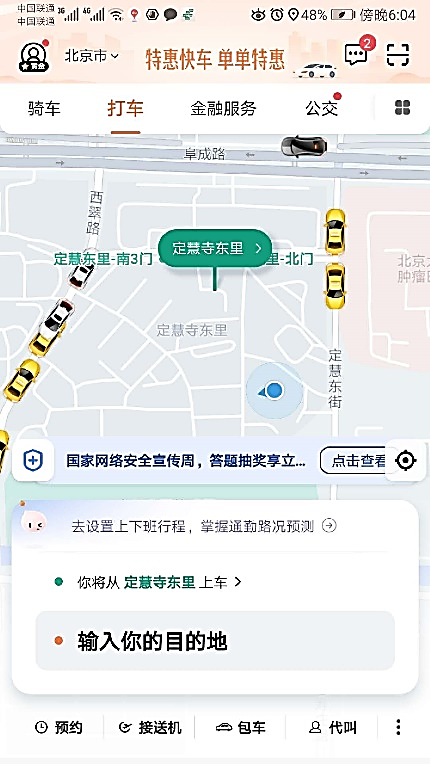 中国联通 3G 4G 48% 傍晚6:04
中国联通
北京市
特惠快车 单单特惠
2
骑车 打车 金融服务 公交
阜成路
西翠路
定慧寺东里
定慧东里-南3门
里-北门
北京大
肿瘤医
定慧寺东里
定慧东街
国家网络安全宣传周，答题抽奖享立... 点击查看
去设置上下班行程，掌握通勤路况预测
你将从 定慧寺东里 上车
输入你的目的地
预约 接送机 包车 代叫